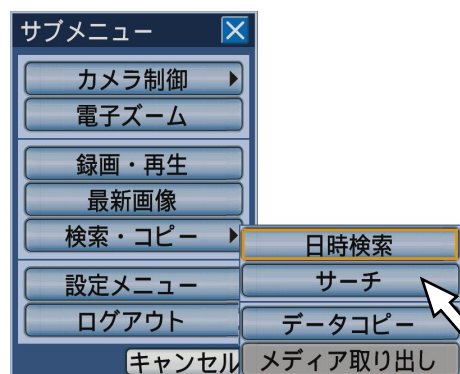 サブメニュー
カメラ制御
電子ズーム
録画・再生
最新画像
検索・コピー
日時検索
サーチ
設定メニュー
データコピー
ログアウト
キャンセル
メディア取り出し